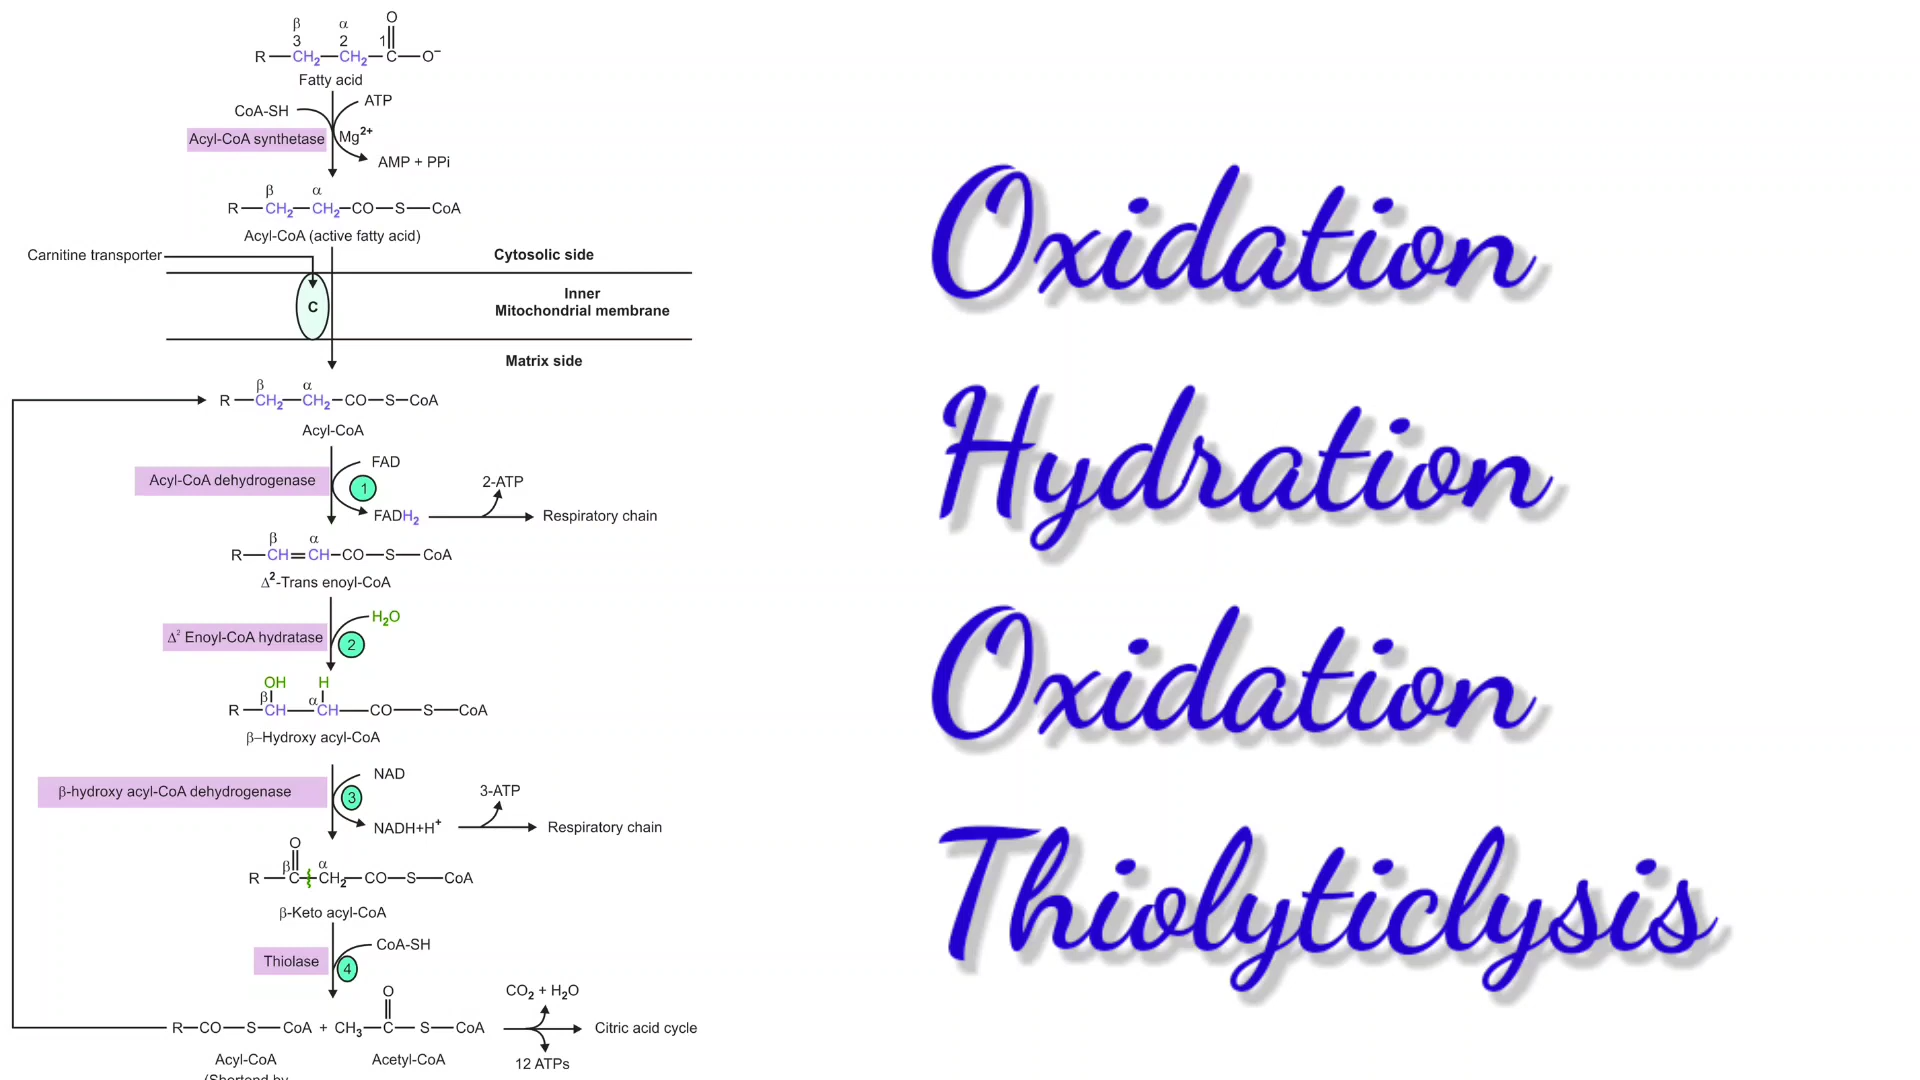 O
β α
3 2 1
R—CH₂—CH₂—C—O⁻
Fatty acid
ATP
CoA-SH
Acyl-CoA synthetase Mg²⁺
AMP + PPi
β α
R—CH₂—CH₂—CO—S—CoA
Acyl-CoA (active fatty acid)
Carnitine transporter Cytosolic side
C
Inner
Mitochondrial membrane
Matrix side
β α
R—CH₂—CH₂—CO—S—CoA
Acyl-CoA
FAD
Acyl-CoA dehydrogenase 1 2-ATP
FADH₂ Respiratory chain
β α
R—CH=CH—CO—S—CoA
Δ²-Trans enoyl-CoA
H₂O
Δ² Enoyl-CoA hydratase 2
OH H
β α
R—CH—CH—CO—S—CoA
β–Hydroxy acyl-CoA
NAD
β-hydroxy acyl-CoA dehydrogenase 3 3-ATP
NADH+H⁺ Respiratory chain
O
β α
R—C—CH₂—CO—S—CoA
β-Keto acyl-CoA
CoA-SH
Thiolase 4
O CO₂ + H₂O
R—CO—S—CoA + CH₃—C—S—CoA Citric acid cycle
Acyl-CoA Acetyl-CoA 12 ATPs
(Shortend by
Oxidation
Hydration
Oxidation
Thiolyticlysis